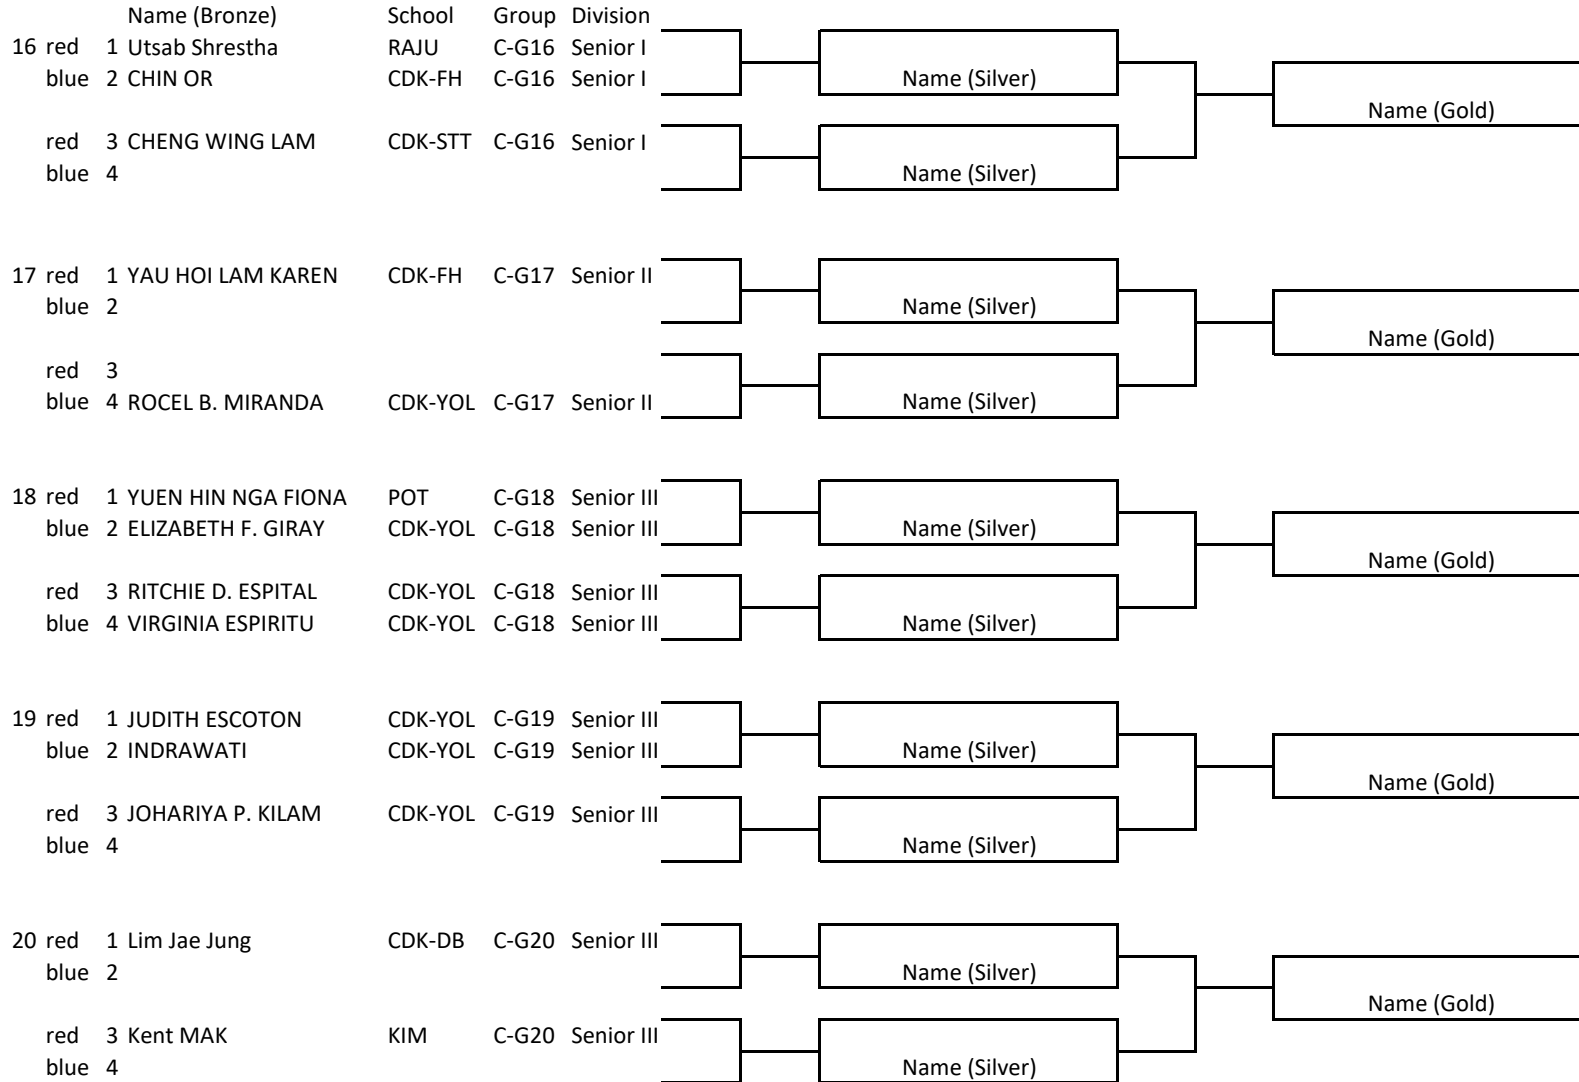 Name (Bronze) School Group Division
16 red 1 Utsab Shrestha RAJU C-G16 Senior I
blue 2 CHIN OR CDK-FH C-G16 Senior I Name (Silver)
Name (Gold)
red 3 CHENG WING LAM CDK-STT C-G16 Senior I
blue 4 Name (Silver)
17 red 1 YAU HOI LAM KAREN CDK-FH C-G17 Senior II
blue 2 Name (Silver)
Name (Gold)
red 3
blue 4 ROCEL B. MIRANDA CDK-YOL C-G17 Senior II Name (Silver)
18 red 1 YUEN HIN NGA FIONA POT C-G18 Senior III
blue 2 ELIZABETH F. GIRAY CDK-YOL C-G18 Senior III Name (Silver)
Name (Gold)
red 3 RITCHIE D. ESPITAL CDK-YOL C-G18 Senior III
blue 4 VIRGINIA ESPIRITU CDK-YOL C-G18 Senior III Name (Silver)
19 red 1 JUDITH ESCOTON CDK-YOL C-G19 Senior III
blue 2 INDRAWATI CDK-YOL C-G19 Senior III Name (Silver)
Name (Gold)
red 3 JOHARIYA P. KILAM CDK-YOL C-G19 Senior III
blue 4 Name (Silver)
20 red 1 Lim Jae Jung CDK-DB C-G20 Senior III
blue 2 Name (Silver)
Name (Gold)
red 3 Kent MAK KIM C-G20 Senior III
blue 4 Name (Silver)